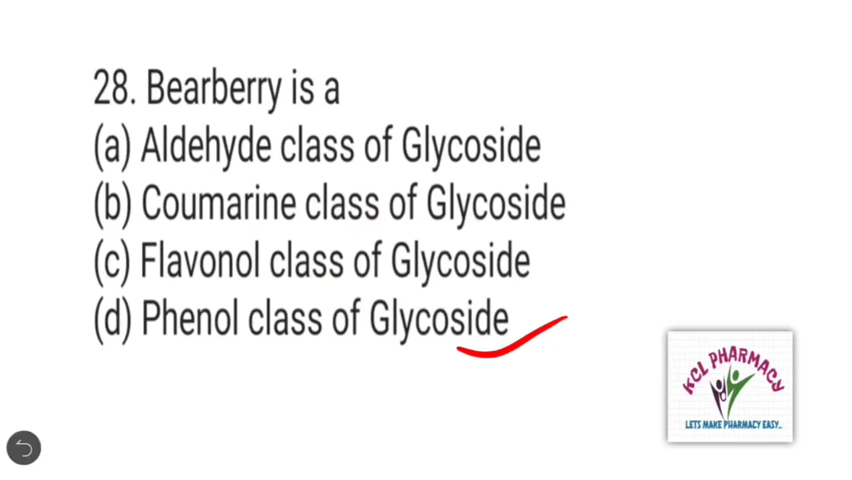 28. Bearberry is a
(a) Aldehyde class of Glycoside
(b) Coumarine class of Glycoside
(c) Flavonol class of Glycoside
(d) Phenol class of Glycoside
KCL PHARMACY
LETS MAKE PHARMACY EASY..